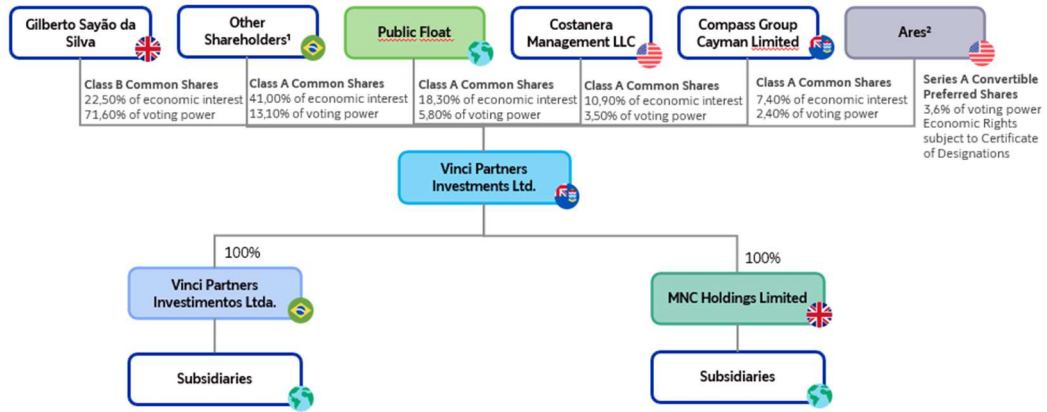 Gilberto Sayão da
Silva
Other
Shareholders¹
Public Float
Costanera
Management LLC
Compass Group
Cayman Limited
Ares²
Class B Common Shares
22,50% of economic interest
71,60% of voting power
Class A Common Shares
41,00% of economic interest
13,10% of voting power
Class A Common Shares
18,30% of economic interest
5,80% of voting power
Class A Common Shares
10,90% of economic interest
3,50% of voting power
Class A Common Shares
7,40% of economic interest
2,40% of voting power
Series A Convertible
Preferred Shares
3,6% of voting power
Economic Rights
subject to Certificate
of Designations
Vinci Partners
Investments Ltd.
100%
100%
Vinci Partners
Investimentos Ltda.
MNC Holdings Limited
Subsidiaries
Subsidiaries